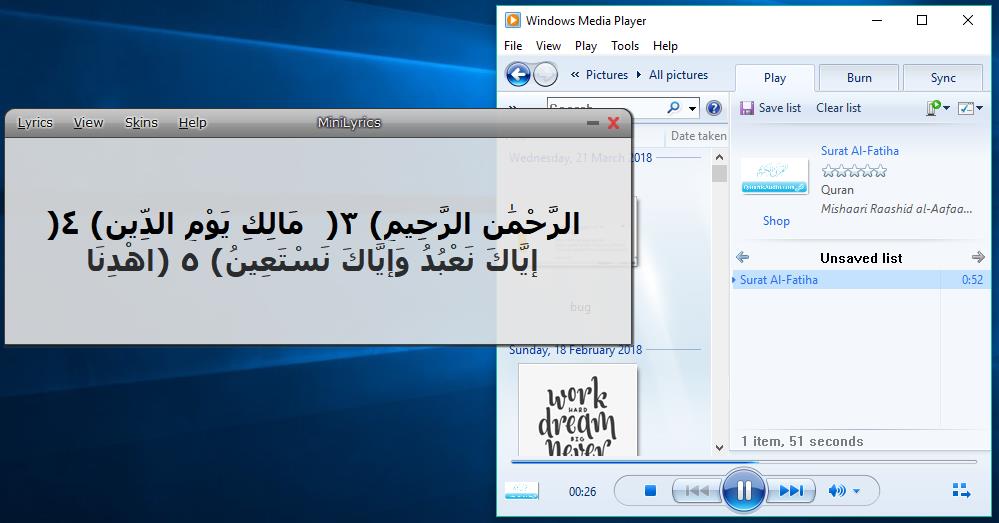 Windows Media Player
File View Play Tools Help
« Pictures All pictures
Play Burn Sync
Search
Save list Clear list
Date taken
Lyrics View Skins Help MiniLyrics
Wednesday, 21 March 2018
الرَّحْمَٰنِ الرَّحِيمِ) ٣( مَالِكِ يَوْمِ الدِّينِ) ٤(
إِيَّاكَ نَعْبُدُ وَإِيَّاكَ نَسْتَعِينُ) ٥ (اهْدِنَا
bug
Sunday, 18 February 2018
work
HARD
dream
BIG
never
QuranicAudio.com
Surat Al-Fatiha
Quran
Mishaari Raashid al-Aafaa...
Shop
Unsaved list
Surat Al-Fatiha 0:52
1 item, 51 seconds
00:26